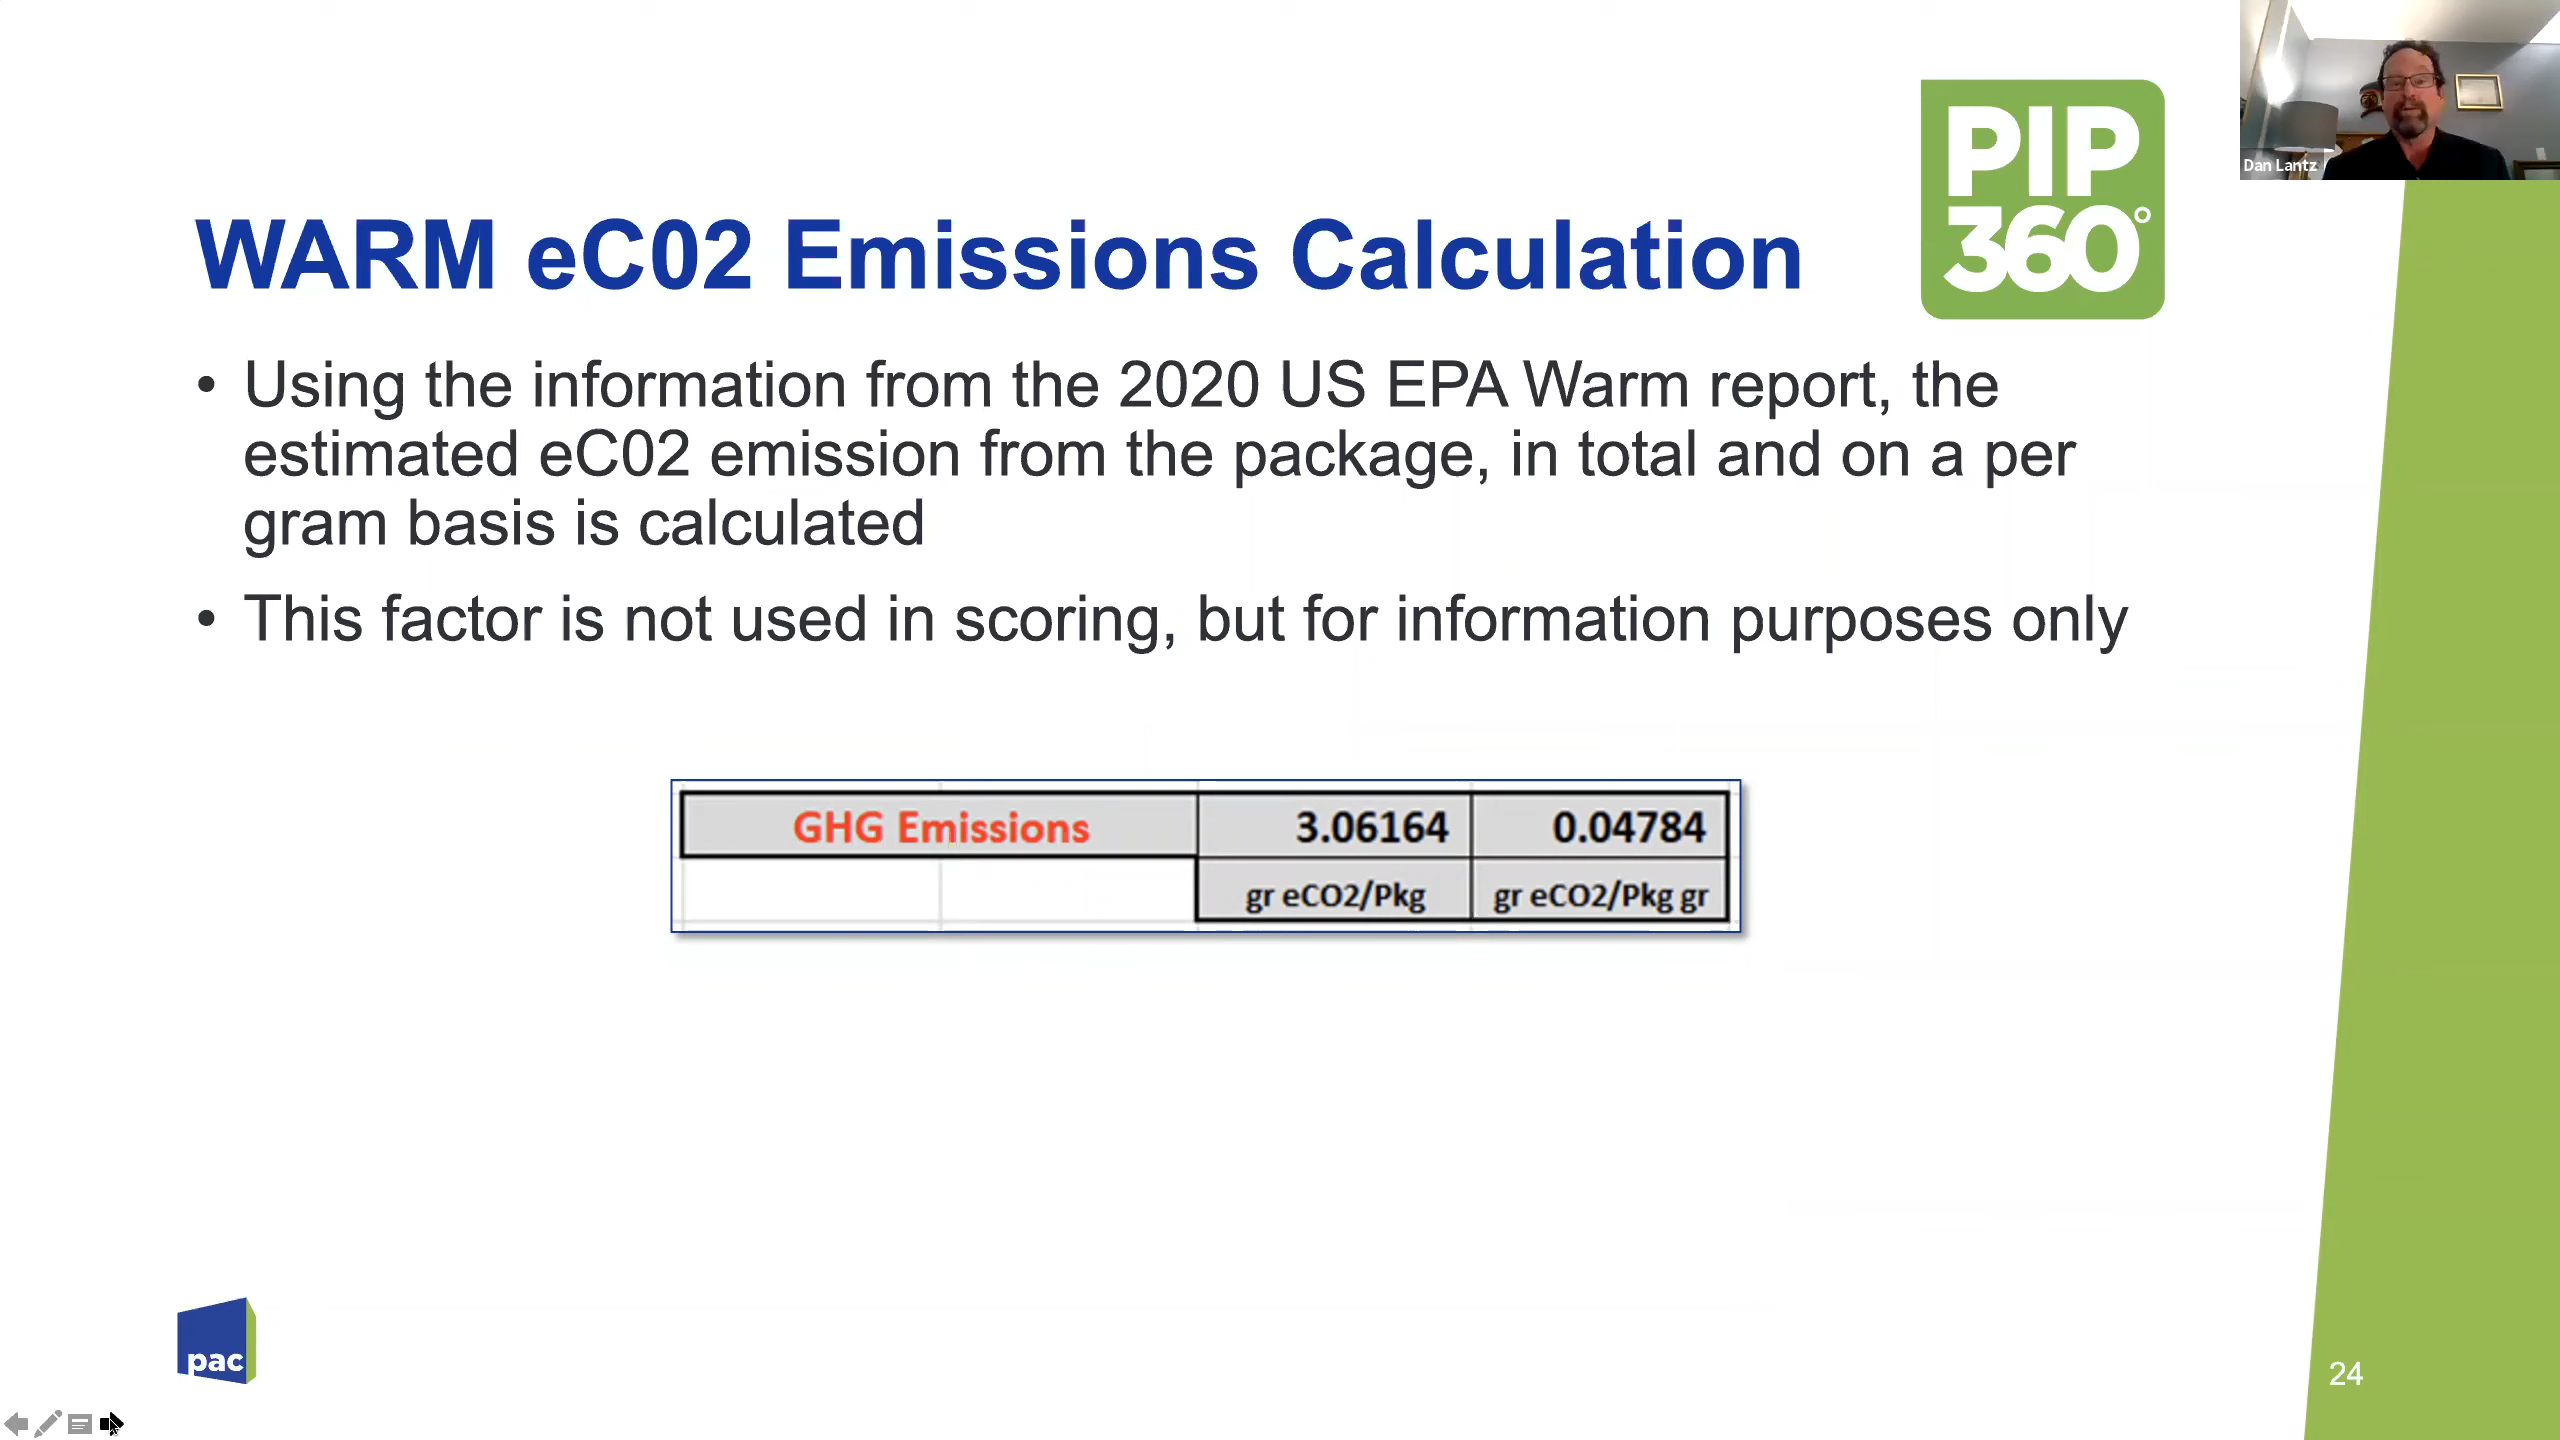 PIP
360°
Dan Lantz
WARM eC02 Emissions Calculation
• Using the information from the 2020 US EPA Warm report, the
estimated eC02 emission from the package, in total and on a per
gram basis is calculated
• This factor is not used in scoring, but for information purposes only
GHG Emissions 3.06164 0.04784
gr eCO2/Pkg gr eCO2/Pkg gr
pac
24